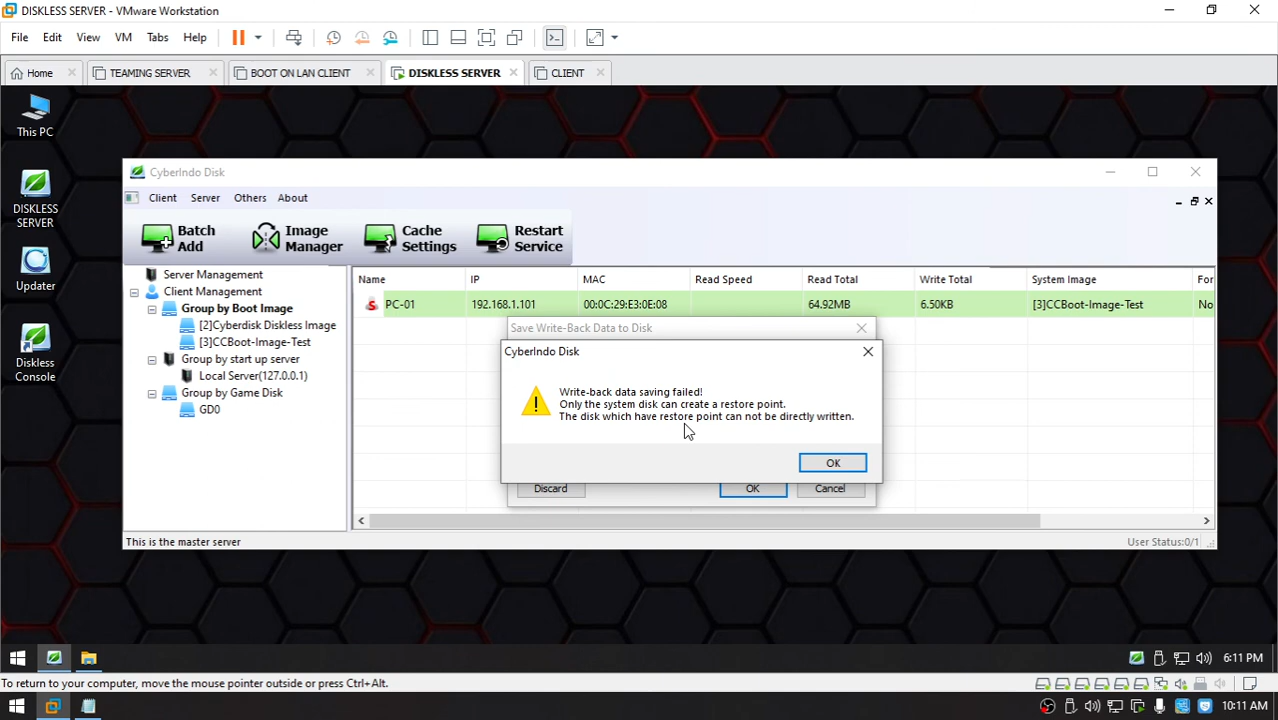 DISKLESS SERVER - VMware Workstation
File Edit View VM Tabs Help
Home TEAMING SERVER BOOT ON LAN CLIENT DISKLESS SERVER CLIENT
This PC
DISKLESS
SERVER
Updater
Diskless
Console
CyberIndo Disk
Client Server Others About
Batch
Add
Image
Manager
Cache
Settings
Restart
Service
Server Management
Client Management
Group by Boot Image
[2]Cyberdisk Diskless Image
[3]CCBoot-Image-Test
Group by start up server
Local Server(127.0.0.1)
Group by Game Disk
GD0
Name IP MAC Read Speed Read Total Write Total System Image For
PC-01 192.168.1.101 00:0C:29:E3:0E:08 64.92MB 6.50KB [3]CCBoot-Image-Test No
Save Write-Back Data to Disk
CyberIndo Disk
Write-back data saving failed!
Only the system disk can create a restore point.
The disk which have restore point can not be directly written.
OK
Discard OK Cancel
This is the master server User Status:0/1
6:11 PM
To return to your computer, move the mouse pointer outside or press Ctrl+Alt.
10:11 AM